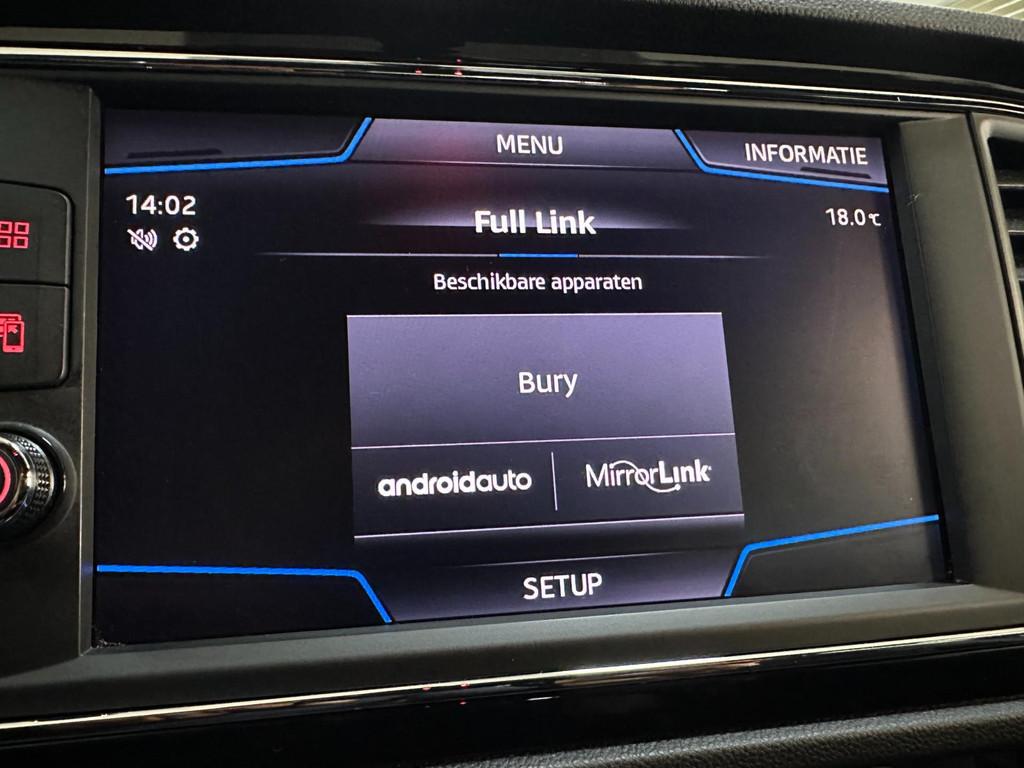 MENU
INFORMATIE
14:02
Full Link
18.0 °C
Beschikbare apparaten
Bury
androidauto
MirrorLink
SETUP